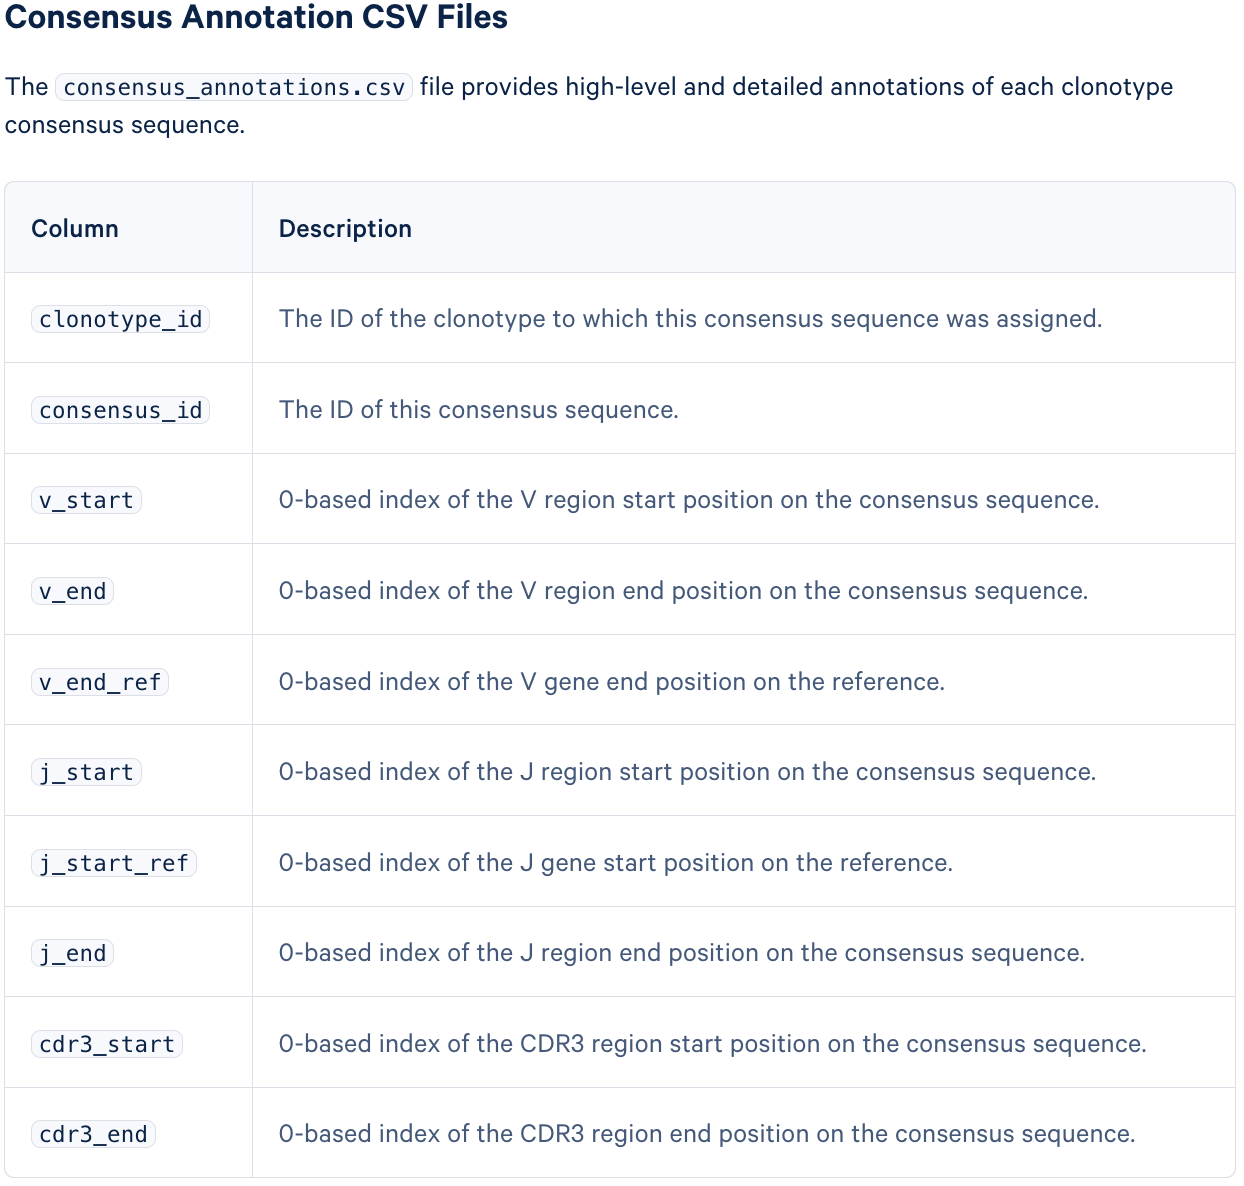 Consensus Annotation CSV Files
The consensus_annotations.csv file provides high-level and detailed annotations of each clonotype
consensus sequence.
Column Description
clonotype_id The ID of the clonotype to which this consensus sequence was assigned.
consensus_id The ID of this consensus sequence.
v_start 0-based index of the V region start position on the consensus sequence.
v_end 0-based index of the V region end position on the consensus sequence.
v_end_ref 0-based index of the V gene end position on the reference.
j_start 0-based index of the J region start position on the consensus sequence.
j_start_ref 0-based index of the J gene start position on the reference.
j_end 0-based index of the J region end position on the consensus sequence.
cdr3_start 0-based index of the CDR3 region start position on the consensus sequence.
cdr3_end 0-based index of the CDR3 region end position on the consensus sequence.